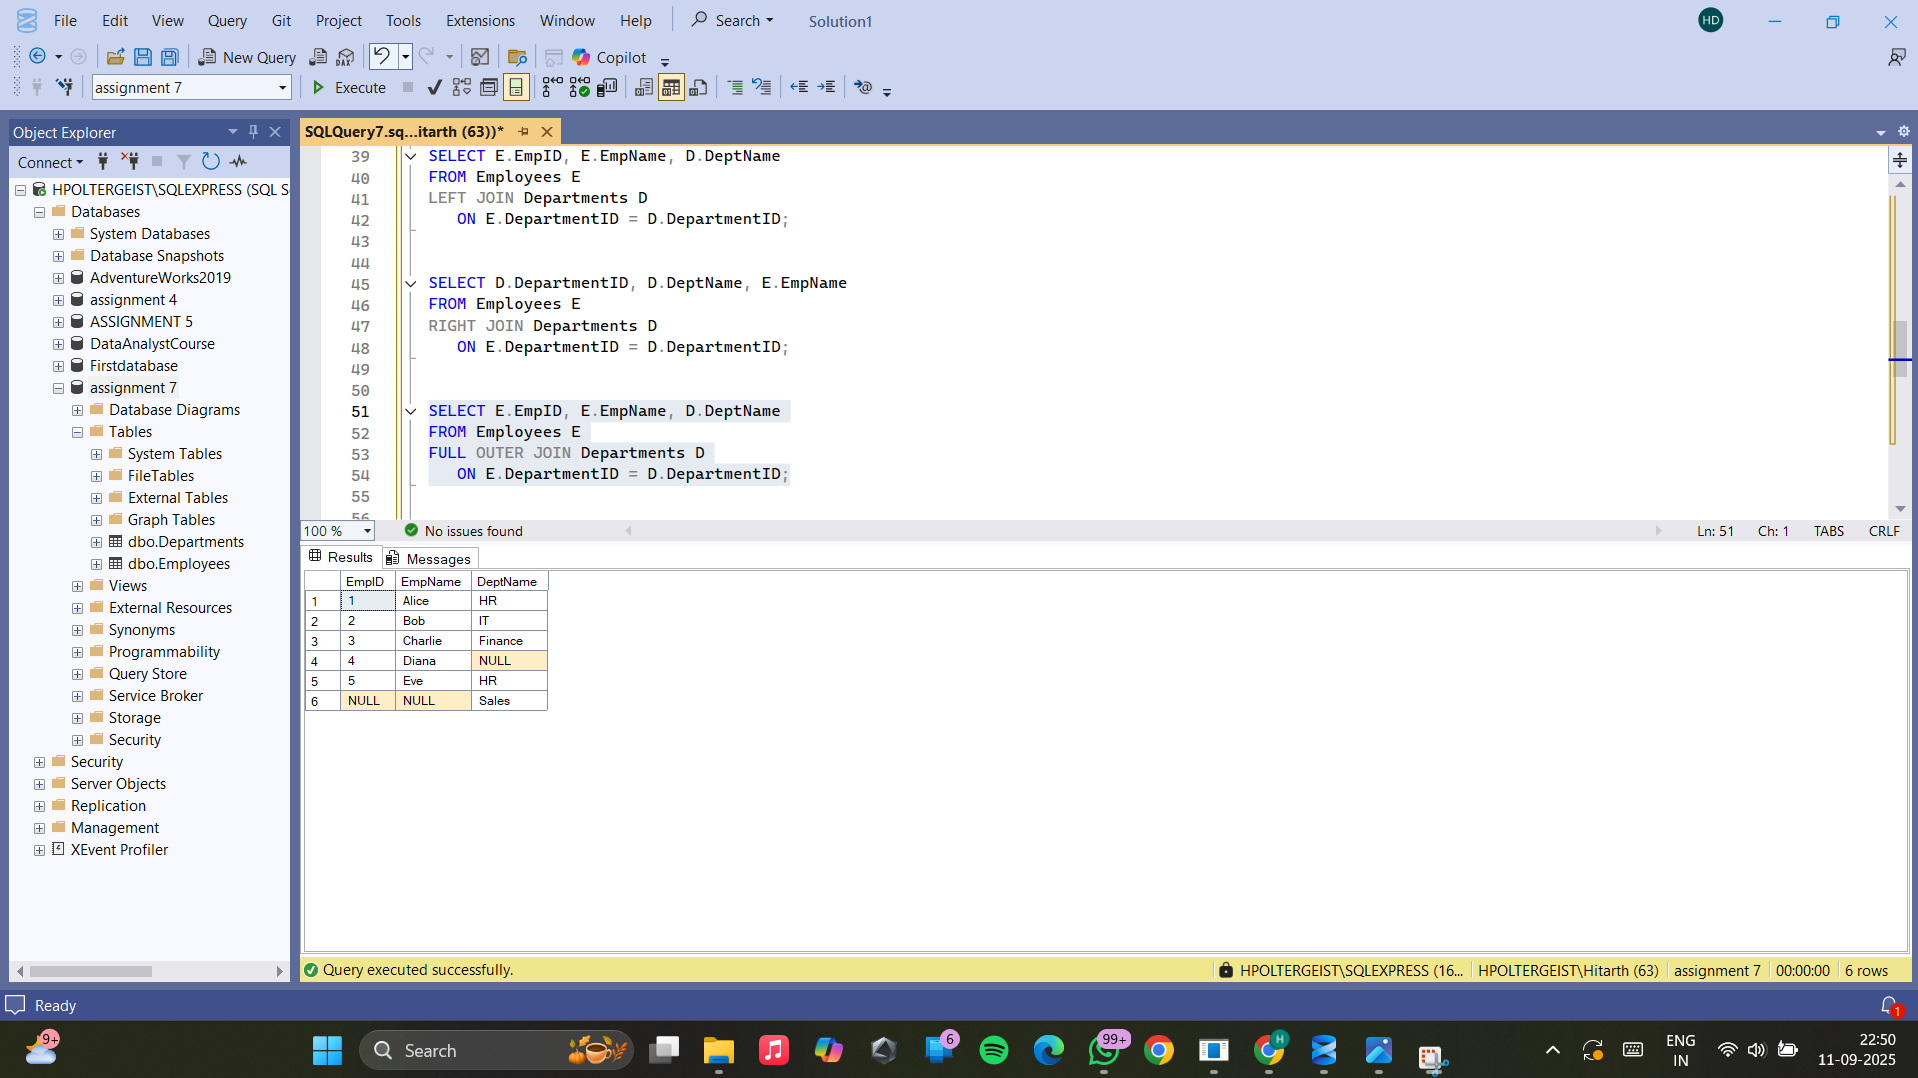 File Edit View Query Git Project Tools Extensions Window Help Search Solution1 HD
New Query DAX Copilot
assignment 7 Execute
Object Explorer
Connect
HPOLTERGEIST\SQLEXPRESS (SQL S
Databases
System Databases
Database Snapshots
AdventureWorks2019
assignment 4
ASSIGNMENT 5
DataAnalystCourse
Firstdatabase
assignment 7
Database Diagrams
Tables
System Tables
FileTables
External Tables
Graph Tables
dbo.Departments
dbo.Employees
Views
External Resources
Synonyms
Programmability
Query Store
Service Broker
Storage
Security
Security
Server Objects
Replication
Management
XEvent Profiler
SQLQuery7.sq...itarth (63))*
39 SELECT E.EmpID, E.EmpName, D.DeptName
40 FROM Employees E
41 LEFT JOIN Departments D
42 ON E.DepartmentID = D.DepartmentID;
43
44
45 SELECT D.DepartmentID, D.DeptName, E.EmpName
46 FROM Employees E
47 RIGHT JOIN Departments D
48 ON E.DepartmentID = D.DepartmentID;
49
50
51 SELECT E.EmpID, E.EmpName, D.DeptName
52 FROM Employees E
53 FULL OUTER JOIN Departments D
54 ON E.DepartmentID = D.DepartmentID;
55
56
100 % No issues found Ln: 51 Ch: 1 TABS CRLF
Results Messages
EmpID EmpName DeptName
1 1 Alice HR
2 2 Bob IT
3 3 Charlie Finance
4 4 Diana NULL
5 5 Eve HR
6 NULL NULL Sales
Query executed successfully. HPOLTERGEIST\SQLEXPRESS (16... HPOLTERGEIST\Hitarth (63) assignment 7 00:00:00 6 rows
Ready 1
9+ Search 6 99+ H ENG IN 22:50 11-09-2025